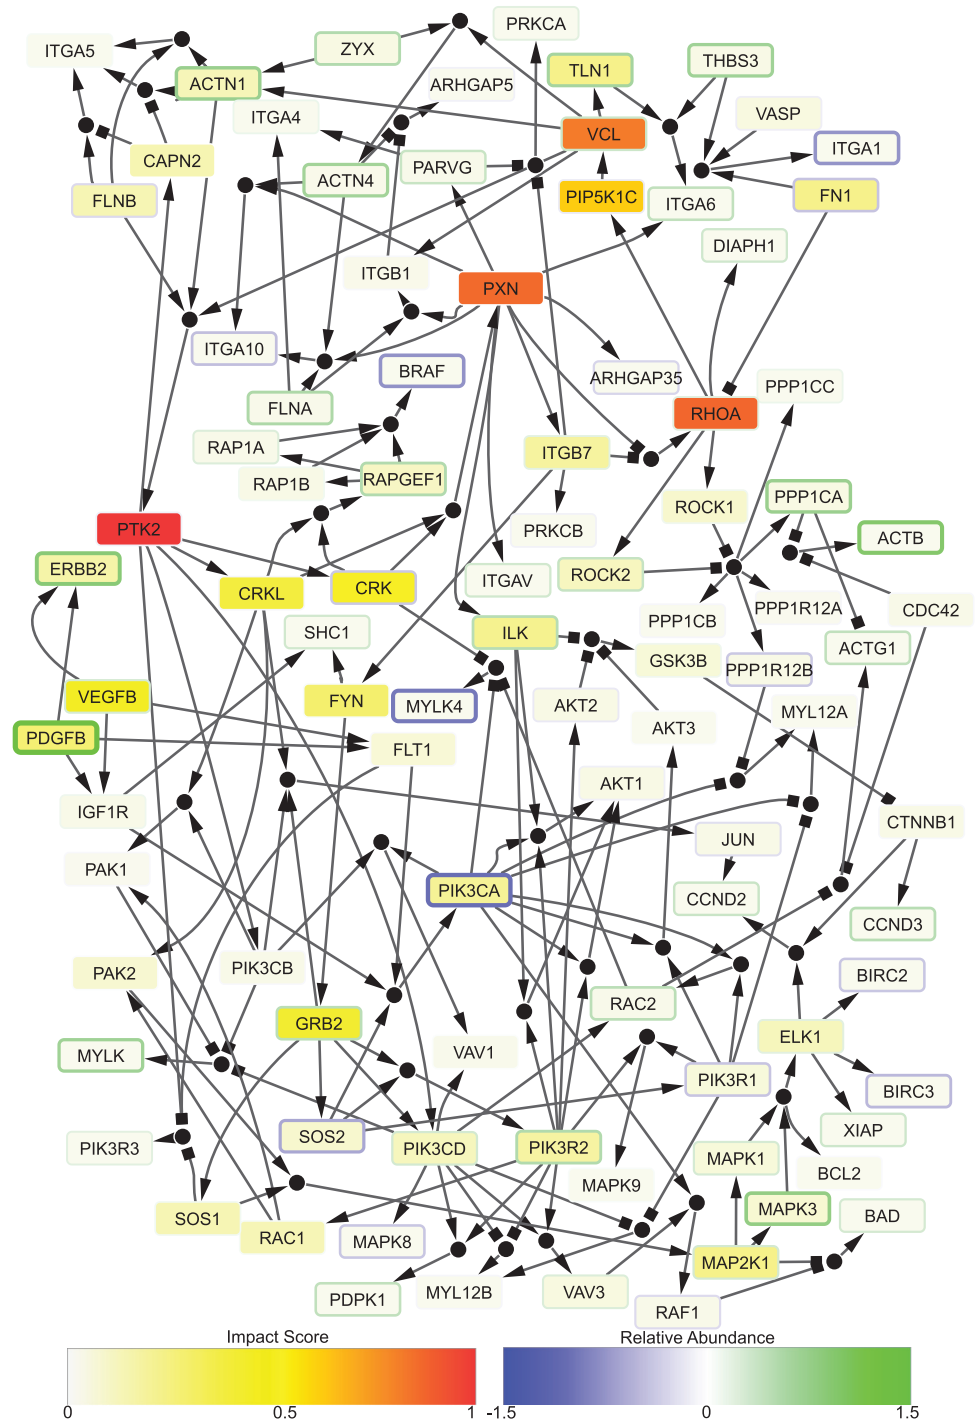 PRKCA
ITGA5
ZYX
THBS3
TLN1
ACTN1
ARHGAP5
VASP
ITGA4
VCL
ITGA1
CAPN2
PARVG
ACTN4
FLNB
PIP5K1C
ITGA6
FN1
DIAPH1
ITGB1
PXN
ITGA10
BRAF
ARHGAP35
PPP1CC
FLNA
RHOA
RAP1A
ITGB7
RAP1B
RAPGEF1
PPP1CA
ROCK1
PTK2
PRKCB
ACTB
ERBB2
ITGAV
ROCK2
CRKL
CRK
PPP1R12A
CDC42
PPP1CB
SHC1
ILK
ACTG1
GSK3B
PPP1R12B
VEGFB
FYN
MYLK4
AKT2
MYL12A
AKT3
PDGFB
FLT1
AKT1
IGF1R
CTNNB1
JUN
PAK1
PIK3CA
CCND2
CCND3
PAK2
PIK3CB
BIRC2
RAC2
GRB2
ELK1
MYLK
VAV1
PIK3R1
BIRC3
SOS2
XIAP
PIK3R3
PIK3CD
PIK3R2
MAPK1
BCL2
MAPK9
MAPK3
SOS1
BAD
RAC1
MAPK8
MAP2K1
PDPK1
MYL12B
VAV3
RAF1
Impact Score
Relative Abundance
0
0.5
1
-1.5
0
1.5